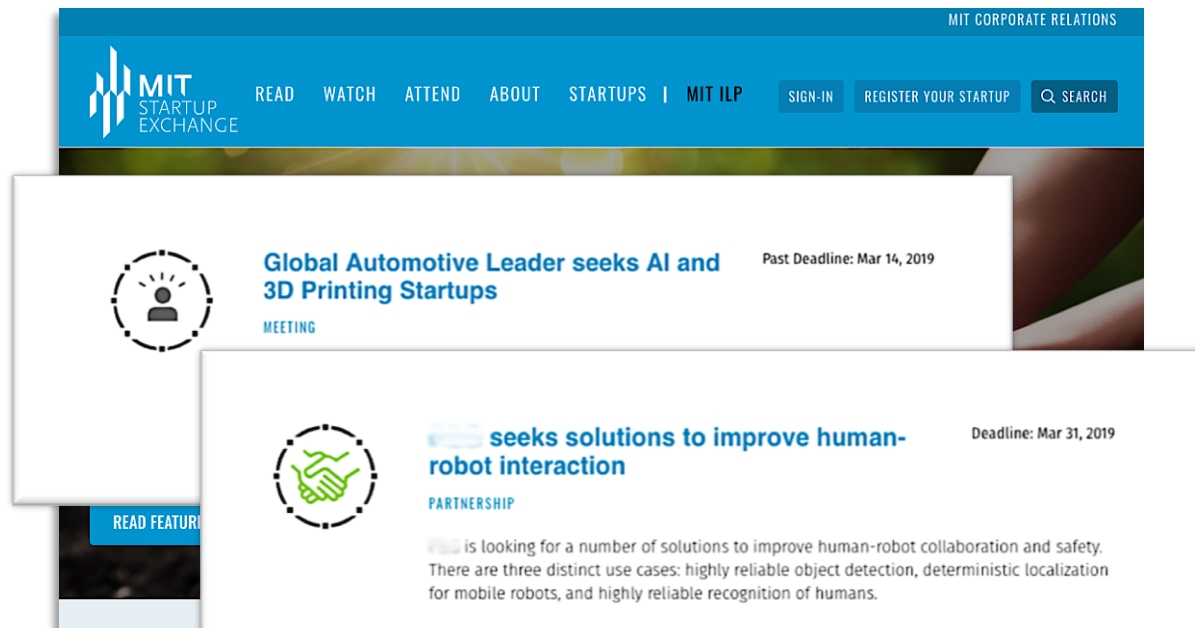 MIT CORPORATE RELATIONS
MIT
STARTUP
EXCHANGE
READ WATCH ATTEND ABOUT STARTUPS | MIT ILP SIGN-IN REGISTER YOUR STARTUP SEARCH
Global Automotive Leader seeks AI and
3D Printing Startups
Past Deadline: Mar 14, 2019
MEETING
seeks solutions to improve human-
robot interaction
Deadline: Mar 31, 2019
PARTNERSHIP
READ FEATUR
is looking for a number of solutions to improve human-robot collaboration and safety.
There are three distinct use cases: highly reliable object detection, deterministic localization
for mobile robots, and highly reliable recognition of humans.